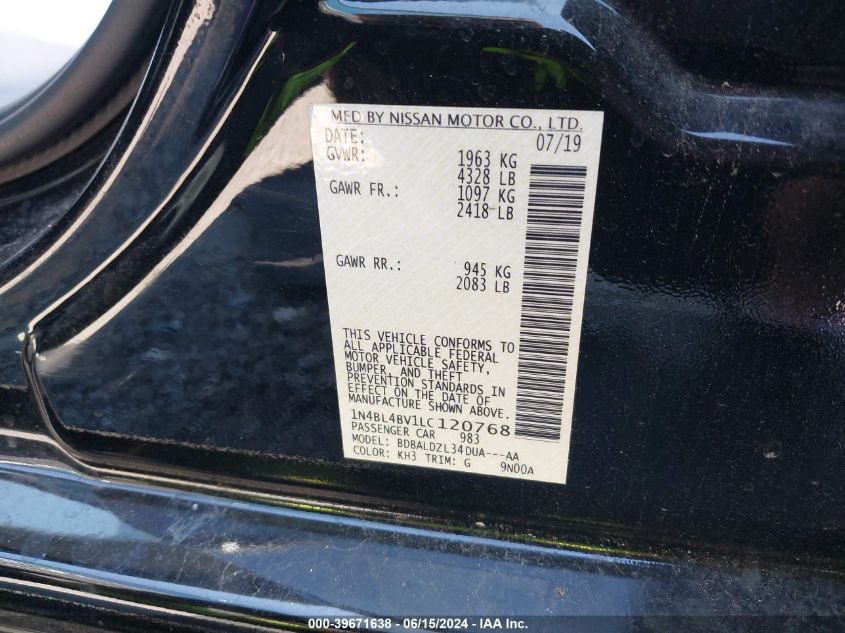 MFD BY NISSAN MOTOR CO., LTD.
DATE: 07/19
GVWR: 1963 KG
4328 LB
GAWR FR.: 1097 KG
2418 LB
GAWR RR.: 945 KG
2083 LB
THIS VEHICLE CONFORMS TO
ALL APPLICABLE FEDERAL
MOTOR VEHICLE SAFETY,
BUMPER, AND THEFT
PREVENTION STANDARDS IN
EFFECT ON THE DATE OF
MANUFACTURE SHOWN ABOVE.
1N4BL4BV1LC120768
PASSENGER CAR 983
MODEL: BDBALDZL34DUA---AA
COLOR: KH3 TRIM: G 9N00A
000-39671638 - 06/15/2024 - IAA Inc.